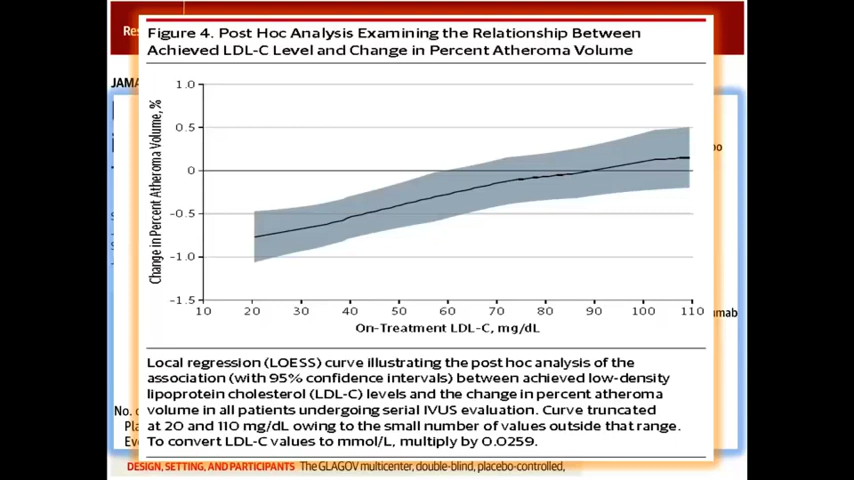 Res
JAMA
Figure 4. Post Hoc Analysis Examining the Relationship Between
Achieved LDL-C Level and Change in Percent Atheroma Volume
Change in Percent Atheroma Volume, %
1.0
0.5
0
-0.5
-1.0
-1.5
10 20 30 40 50 60 70 80 90 100 110
On-Treatment LDL-C, mg/dL
Local regression (LOESS) curve illustrating the post hoc analysis of the
association (with 95% confidence intervals) between achieved low-density
lipoprotein cholesterol (LDL-C) levels and the change in percent atheroma
volume in all patients undergoing serial IVUS evaluation. Curve truncated
at 20 and 110 mg/dL owing to the small number of values outside that range.
To convert LDL-C values to mmol/L, multiply by 0.0259.
bo
umab
No. o
Pla
Ev
DESIGN, SETTING, AND PARTICIPANTS The GLAGOV multicenter, double-blind, placebo-controlled,